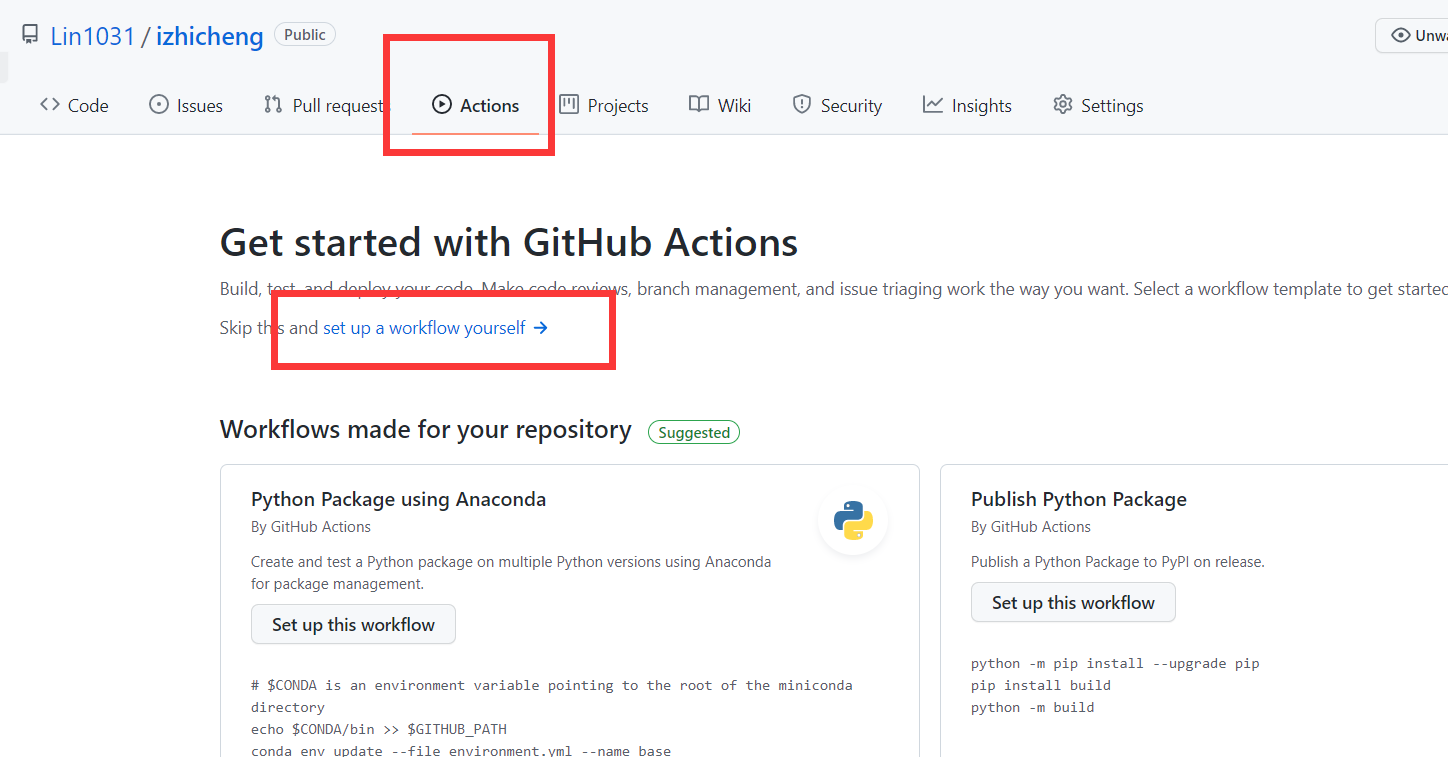 Lin1031 / izhicheng Public
Code Issues Pull request Actions Projects Wiki Security Insights Settings
Get started with GitHub Actions
Build, test, and deploy your code. Make code reviews, branch management, and issue triaging work the way you want. Select a workflow template to get started
Skip this and set up a workflow yourself →
Workflows made for your repository Suggested
Python Package using Anaconda
By GitHub Actions
Create and test a Python package on multiple Python versions using Anaconda
for package management.
Set up this workflow
# $CONDA is an environment variable pointing to the root of the miniconda
directory
echo $CONDA/bin >> $GITHUB_PATH
conda env update --file environment.yml --name base
Publish Python Package
By GitHub Actions
Publish a Python Package to PyPI on release.
Set up this workflow
python -m pip install --upgrade pip
pip install build
python -m build